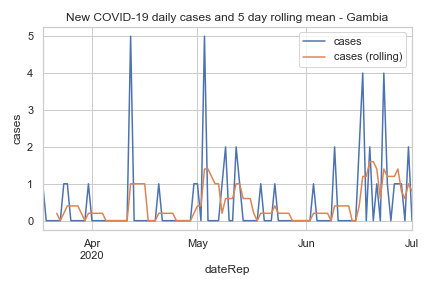 New COVID-19 daily cases and 5 day rolling mean - Gambia
cases
cases (rolling)
5
4
3
2
1
0
cases
Apr
2020
May
Jun
Jul
dateRep